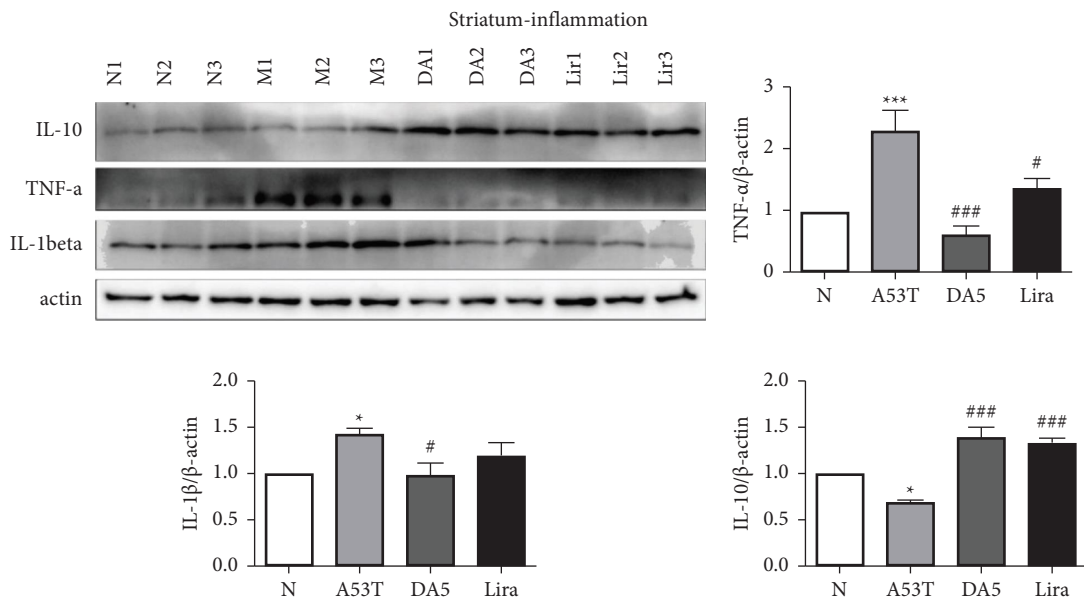 Striatum-inflammation
N1 N2 N3 M1 M2 M3 DA1 DA2 DA3 Lir1 Lir2 Lir3
IL-10
TNF-a
IL-1beta
actin
TNF-α/β-actin
3
2
1
0
***
###
#
N A53T DA5 Lira
IL-1β/β-actin
2.0
1.5
1.0
0.5
0.0
*
#
N A53T DA5 Lira
IL-10/β-actin
2.0
1.5
1.0
0.5
0.0
*
###
###
N A53T DA5 Lira